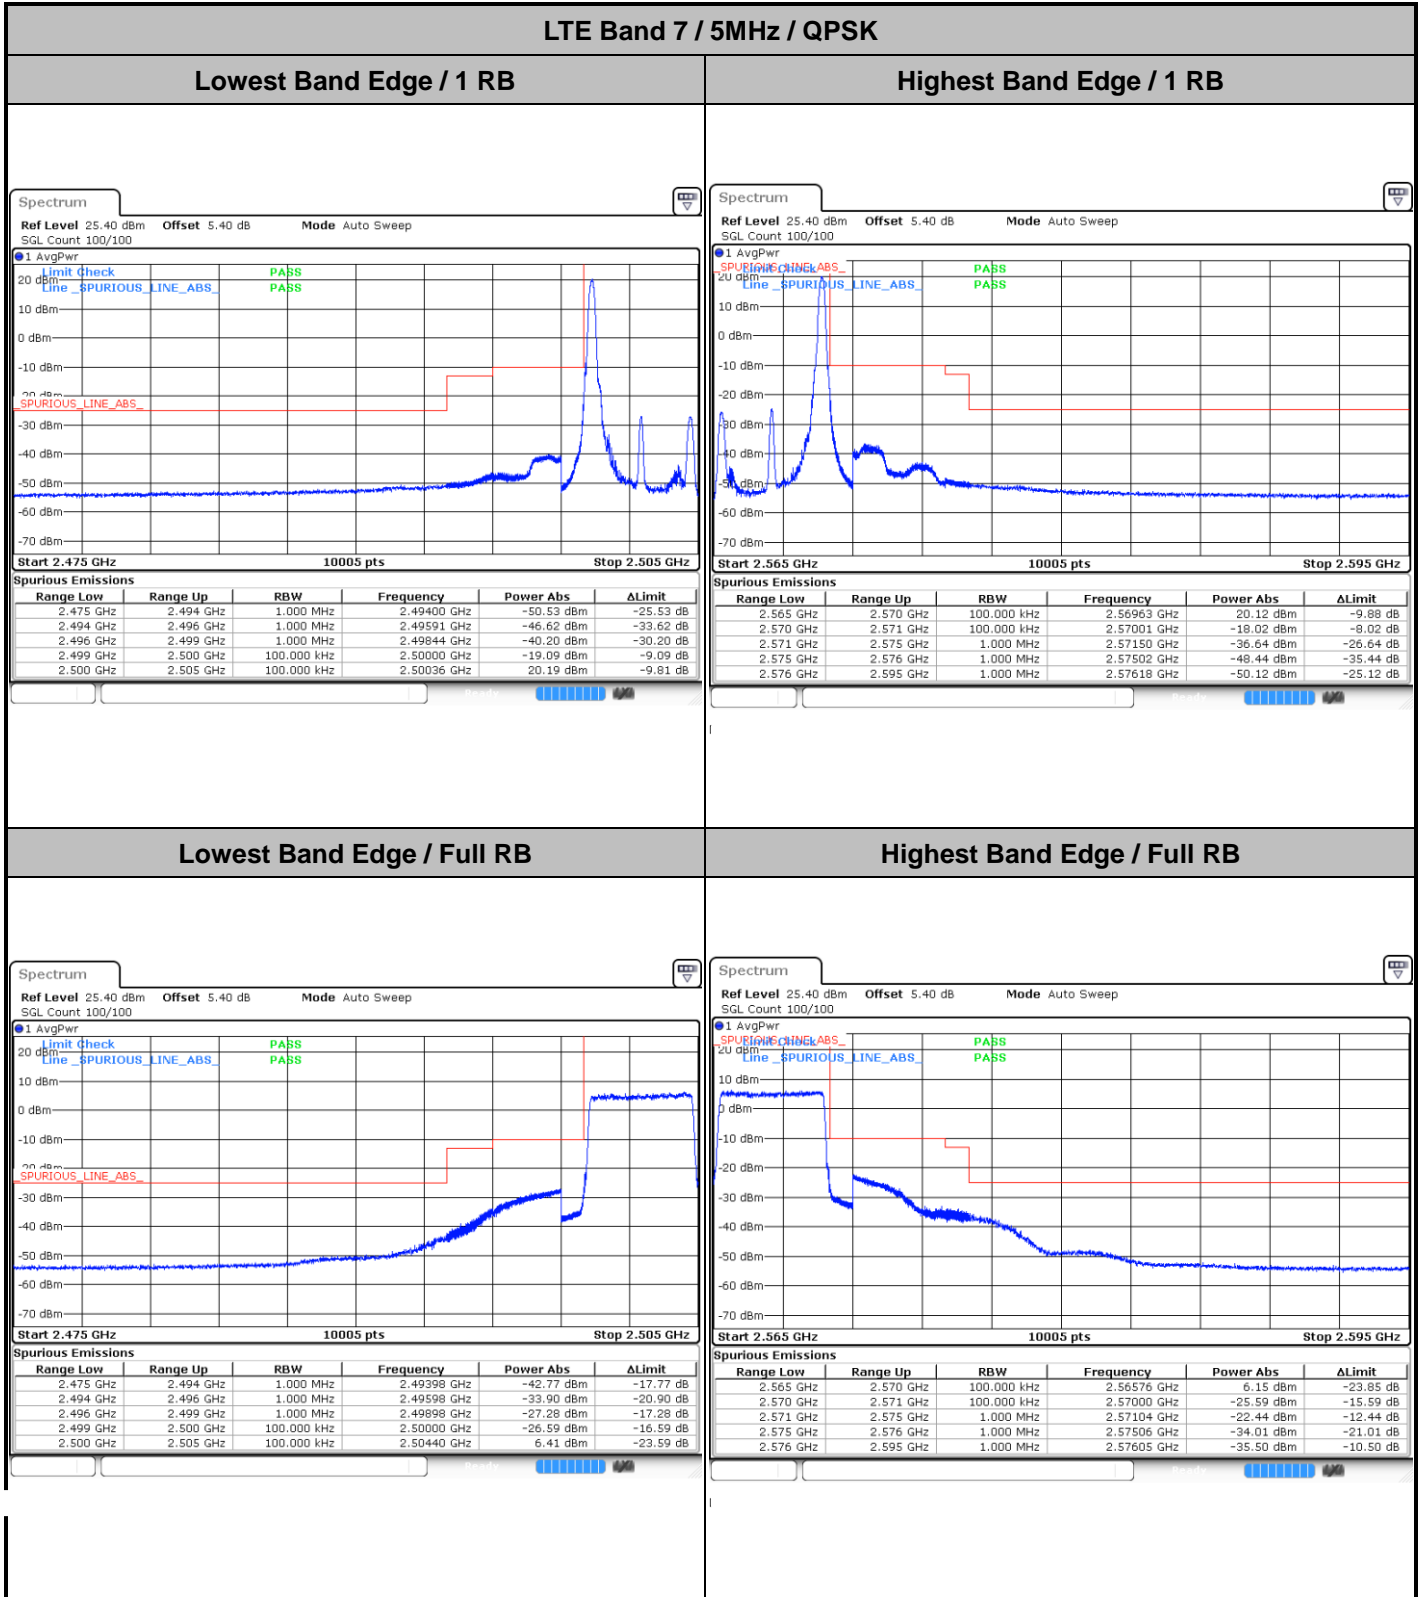 LTE Band 7 / 5MHz / QPSK
Lowest Band Edge / 1 RB
Highest Band Edge / 1 RB
Spectrum
Ref Level 25.40 dBm Offset 5.40 dB Mode Auto Sweep
SGL Count 100/100
1 AvgPwr
Limit Check PASS
20 dBm
Line _SPURIOUS_LINE_ABS_ PASS
10 dBm
0 dBm
-10 dBm
-20 dBm
_SPURIOUS_LINE_ABS_
-30 dBm
-40 dBm
-50 dBm
-60 dBm
-70 dBm
Start 2.475 GHz 10005 pts Stop 2.505 GHz
Spurious Emissions
Range Low Range Up RBW Frequency Power Abs ΔLimit
2.475 GHz 2.494 GHz 1.000 MHz 2.49400 GHz -50.53 dBm -25.53 dB
2.494 GHz 2.496 GHz 1.000 MHz 2.49591 GHz -46.62 dBm -33.62 dB
2.496 GHz 2.499 GHz 1.000 MHz 2.49844 GHz -40.20 dBm -30.20 dB
2.499 GHz 2.500 GHz 100.000 kHz 2.50000 GHz -19.09 dBm -9.09 dB
2.500 GHz 2.505 GHz 100.000 kHz 2.50036 GHz 20.19 dBm -9.81 dB
Ready
Spectrum
Ref Level 25.40 dBm Offset 5.40 dB Mode Auto Sweep
SGL Count 100/100
1 AvgPwr
_SPURIOUS_LINE_ABS_
Limit Check PASS
20 dBm
Line _SPURIOUS_LINE_ABS_ PASS
10 dBm
0 dBm
-10 dBm
-20 dBm
-30 dBm
-40 dBm
-50 dBm
-60 dBm
-70 dBm
Start 2.565 GHz 10005 pts Stop 2.595 GHz
Spurious Emissions
Range Low Range Up RBW Frequency Power Abs ΔLimit
2.565 GHz 2.570 GHz 100.000 kHz 2.56963 GHz 20.12 dBm -9.88 dB
2.570 GHz 2.571 GHz 100.000 kHz 2.57001 GHz -18.02 dBm -8.02 dB
2.571 GHz 2.575 GHz 1.000 MHz 2.57150 GHz -36.64 dBm -26.64 dB
2.575 GHz 2.576 GHz 1.000 MHz 2.57502 GHz -48.44 dBm -35.44 dB
2.576 GHz 2.595 GHz 1.000 MHz 2.57618 GHz -50.12 dBm -25.12 dB
Ready
Lowest Band Edge / Full RB
Highest Band Edge / Full RB
Spectrum
Ref Level 25.40 dBm Offset 5.40 dB Mode Auto Sweep
SGL Count 100/100
1 AvgPwr
Limit Check PASS
20 dBm
Line _SPURIOUS_LINE_ABS_ PASS
10 dBm
0 dBm
-10 dBm
-20 dBm
_SPURIOUS_LINE_ABS_
-30 dBm
-40 dBm
-50 dBm
-60 dBm
-70 dBm
Start 2.475 GHz 10005 pts Stop 2.505 GHz
Spurious Emissions
Range Low Range Up RBW Frequency Power Abs ΔLimit
2.475 GHz 2.494 GHz 1.000 MHz 2.49398 GHz -42.77 dBm -17.77 dB
2.494 GHz 2.496 GHz 1.000 MHz 2.49598 GHz -33.90 dBm -20.90 dB
2.496 GHz 2.499 GHz 1.000 MHz 2.49898 GHz -27.28 dBm -17.28 dB
2.499 GHz 2.500 GHz 100.000 kHz 2.50000 GHz -26.59 dBm -16.59 dB
2.500 GHz 2.505 GHz 100.000 kHz 2.50440 GHz 6.41 dBm -23.59 dB
Ready
Spectrum
Ref Level 25.40 dBm Offset 5.40 dB Mode Auto Sweep
SGL Count 100/100
1 AvgPwr
_SPURIOUS_LINE_ABS_
Limit Check PASS
20 dBm
Line _SPURIOUS_LINE_ABS_ PASS
10 dBm
0 dBm
-10 dBm
-20 dBm
-30 dBm
-40 dBm
-50 dBm
-60 dBm
-70 dBm
Start 2.565 GHz 10005 pts Stop 2.595 GHz
Spurious Emissions
Range Low Range Up RBW Frequency Power Abs ΔLimit
2.565 GHz 2.570 GHz 100.000 kHz 2.56576 GHz 6.15 dBm -23.85 dB
2.570 GHz 2.571 GHz 100.000 kHz 2.57000 GHz -25.59 dBm -15.59 dB
2.571 GHz 2.575 GHz 1.000 MHz 2.57104 GHz -22.44 dBm -12.44 dB
2.575 GHz 2.576 GHz 1.000 MHz 2.57506 GHz -34.01 dBm -21.01 dB
2.576 GHz 2.595 GHz 1.000 MHz 2.57605 GHz -35.50 dBm -10.50 dB
Ready